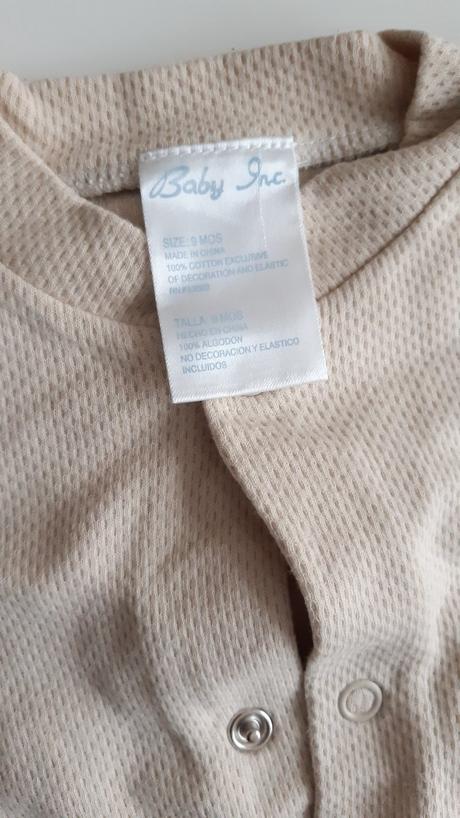 Baby Inc.
SIZE: 9 MOS
MADE IN CHINA
100% COTTON EXCLUSIVE
OF DECORATION AND ELASTIC
TALLA: 9 MOS
HECHO EN CHINA
100% ALGODON
NO DECORACION Y ELASTICO
INCLUIDOS